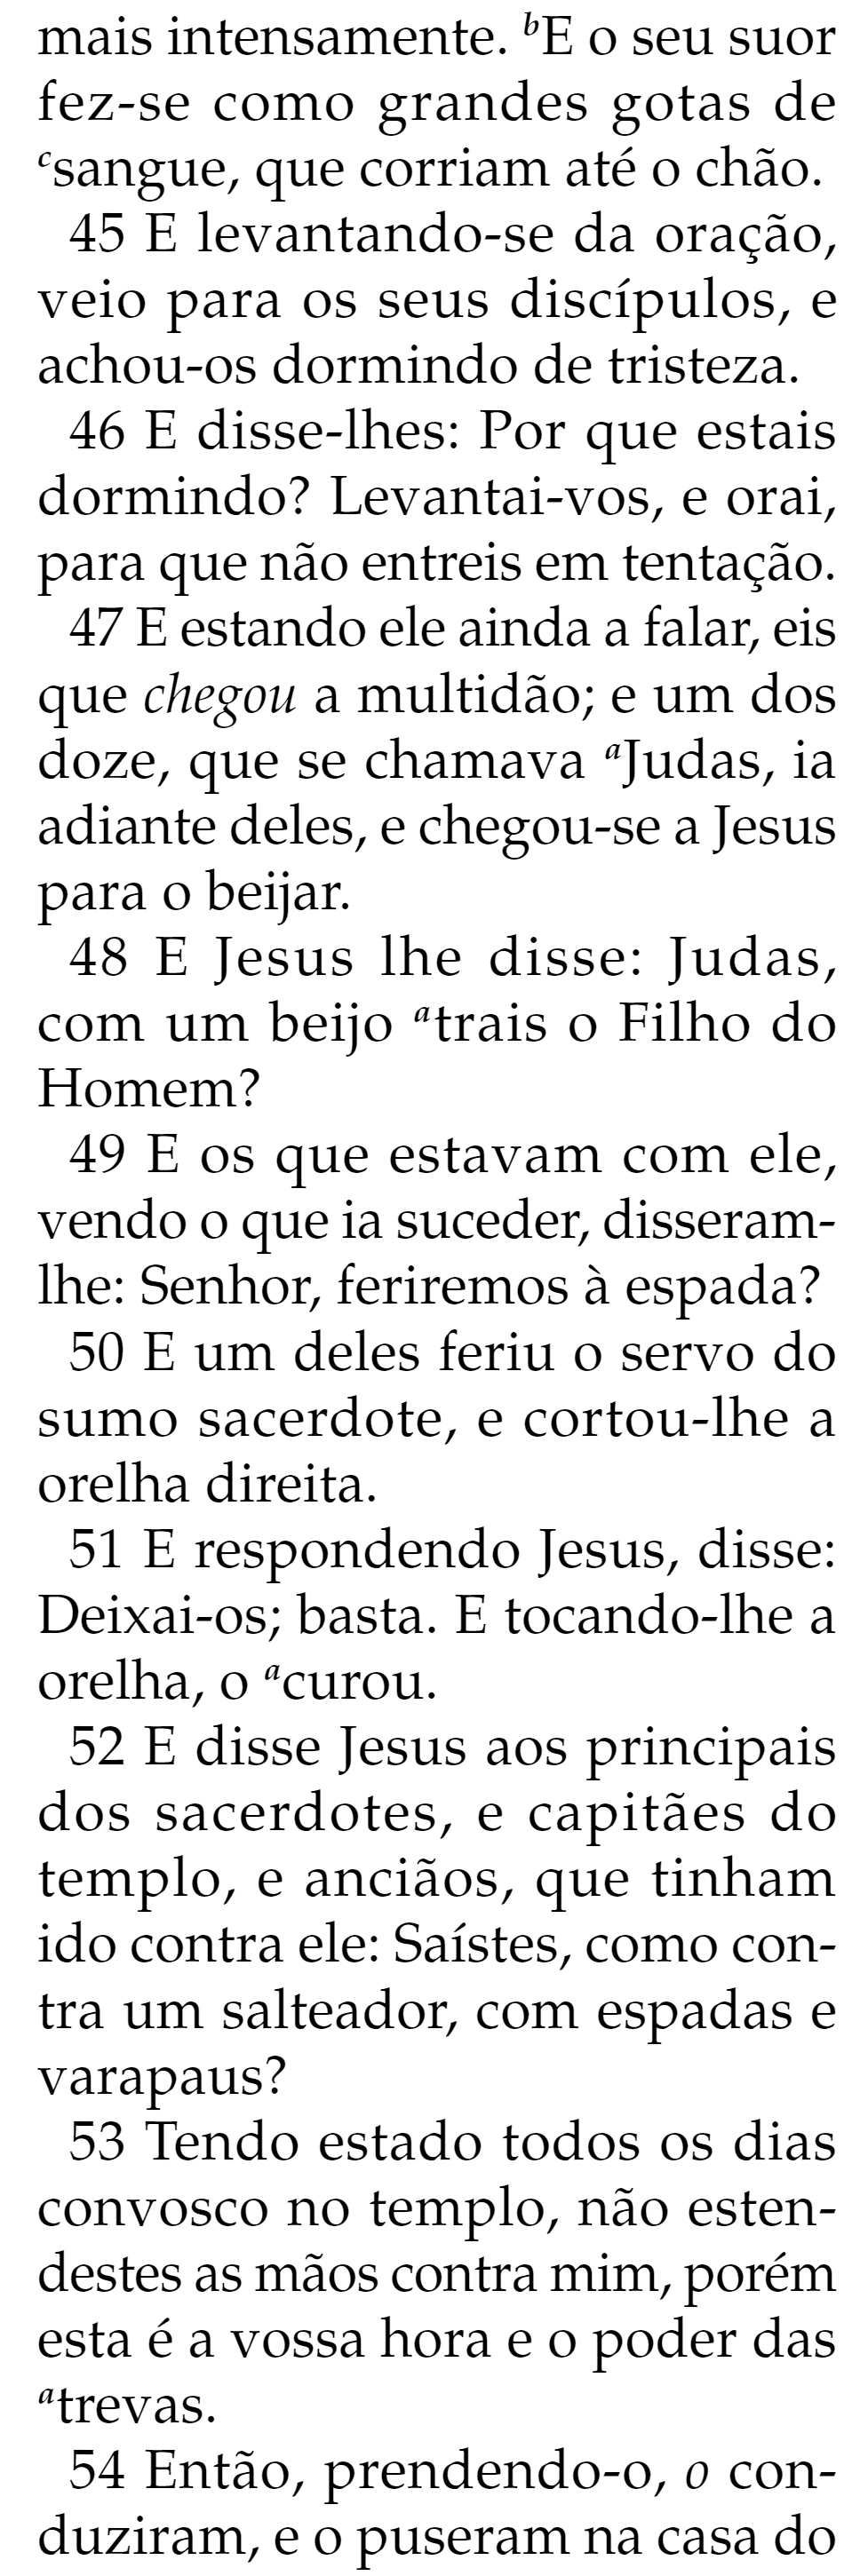 mais intensamente. bE o seu suor
fez-se como grandes gotas de
csangue, que corriam até o chão.
45 E levantando-se da oração,
veio para os seus discípulos, e
achou-os dormindo de tristeza.
46 E disse-lhes: Por que estais
dormindo? Levantai-vos, e orai,
para que não entreis em tentação.
47 E estando ele ainda a falar, eis
que chegou a multidão; e um dos
doze, que se chamava aJudas, ia
adiante deles, e chegou-se a Jesus
para o beijar.
48 E Jesus lhe disse: Judas,
com um beijo atrais o Filho do
Homem?
49 E os que estavam com ele,
vendo o que ia suceder, disseram-
lhe: Senhor, feriremos à espada?
50 E um deles feriu o servo do
sumo sacerdote, e cortou-lhe a
orelha direita.
51 E respondendo Jesus, disse:
Deixai-os; basta. E tocando-lhe a
orelha, o acurou.
52 E disse Jesus aos principais
dos sacerdotes, e capitães do
templo, e anciãos, que tinham
ido contra ele: Saístes, como con-
tra um salteador, com espadas e
varapaus?
53 Tendo estado todos os dias
convosco no templo, não esten-
destes as mãos contra mim, porém
esta é a vossa hora e o poder das
atrevas.
54 Então, prendendo-o, o con-
duziram, e o puseram na casa do